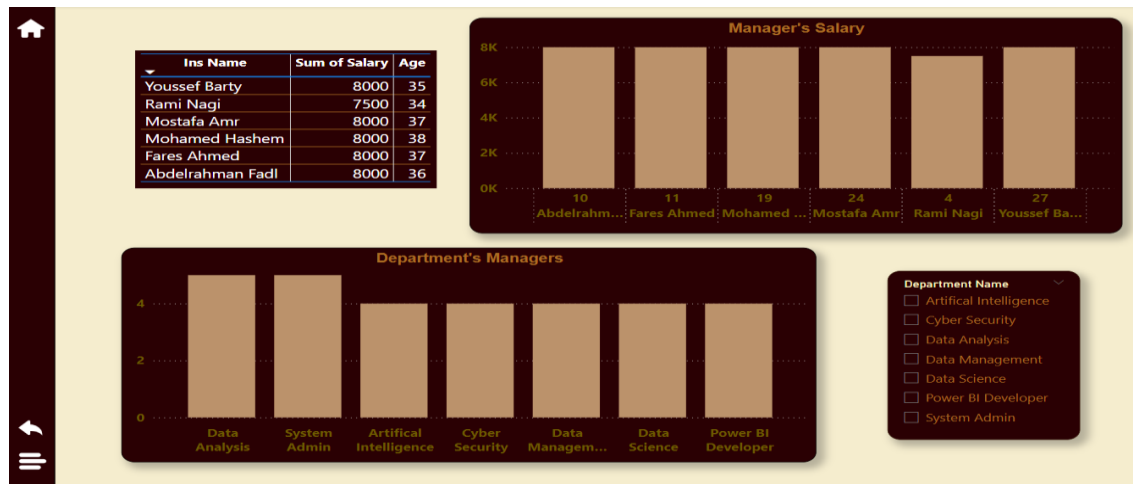 Ins Name Sum of Salary Age
Youssef Barty 8000 35
Rami Nagi 7500 34
Mostafa Amr 8000 37
Mohamed Hashem 8000 38
Fares Ahmed 8000 37
Abdelrahman Fadl 8000 36
Manager's Salary
8K
6K
4K
2K
0K
10 11 19 24 4 27
Abdelrahm... Fares Ahmed Mohamed ... Mostafa Amr Rami Nagi Youssef Ba...
Department's Managers
4
2
0
Data System Artifical Cyber Data Data Power BI
Analysis Admin Intelligence Security Managem... Science Developer
Department Name
Artifical Intelligence
Cyber Security
Data Analysis
Data Management
Data Science
Power BI Developer
System Admin